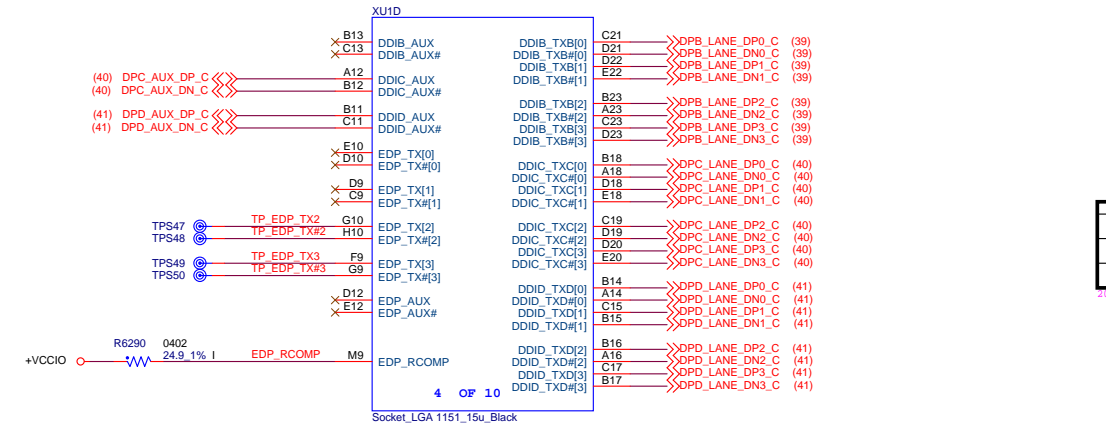 XU1D
B13 DDIB_AUX DDIB_TXB[0] C21 DPB_LANE_DP0_C (39)
C13 DDIB_AUX# DDIB_TXB#[0] D21 DPB_LANE_DN0_C (39)
DDIB_TXB[1] D22 DPB_LANE_DP1_C (39)
(40) DPC_AUX_DP_C A12 DDIC_AUX DDIB_TXB#[1] E22 DPB_LANE_DN1_C (39)
(40) DPC_AUX_DN_C B12 DDIC_AUX#
DDIB_TXB[2] B23 DPB_LANE_DP2_C (39)
(41) DPD_AUX_DP_C B11 DDID_AUX DDIB_TXB#[2] A23 DPB_LANE_DN2_C (39)
(41) DPD_AUX_DN_C C11 DDID_AUX# DDIB_TXB[3] C23 DPB_LANE_DP3_C (39)
DDIB_TXB#[3] D23 DPB_LANE_DN3_C (39)
E10 EDP_TX[0]
D10 EDP_TX#[0] DDIC_TXC[0] B18 DPC_LANE_DP0_C (40)
DDIC_TXC#[0] A18 DPC_LANE_DN0_C (40)
D9 EDP_TX[1] DDIC_TXC[1] D18 DPC_LANE_DP1_C (40)
C9 EDP_TX#[1] DDIC_TXC#[1] E18 DPC_LANE_DN1_C (40)
TPS47 TP_EDP_TX2 G10 EDP_TX[2] DDIC_TXC[2] C19 DPC_LANE_DP2_C (40)
TPS48 TP_EDP_TX#2 H10 EDP_TX#[2] DDIC_TXC#[2] D19 DPC_LANE_DN2_C (40)
DDIC_TXC[3] D20 DPC_LANE_DP3_C (40)
TPS49 TP_EDP_TX3 F9 EDP_TX[3] DDIC_TXC#[3] E20 DPC_LANE_DN3_C (40)
TPS50 TP_EDP_TX#3 G9 EDP_TX#[3]
DDID_TXD[0] B14 DPD_LANE_DP0_C (41)
D12 EDP_AUX DDID_TXD#[0] A14 DPD_LANE_DN0_C (41)
E12 EDP_AUX# DDID_TXD[1] C15 DPD_LANE_DP1_C (41)
DDID_TXD#[1] B15 DPD_LANE_DN1_C (41)
R6290 0402
DDID_TXD[2] B16 DPD_LANE_DP2_C (41)
+VCCIO 24.9_1% I EDP_RCOMP M9 EDP_RCOMP DDID_TXD#[2] A16 DPD_LANE_DN2_C (41)
DDID_TXD[3] C17 DPD_LANE_DP3_C (41)
DDID_TXD#[3] B17 DPD_LANE_DN3_C (41)
4 OF 10
Socket_LGA 1151_15u_Black